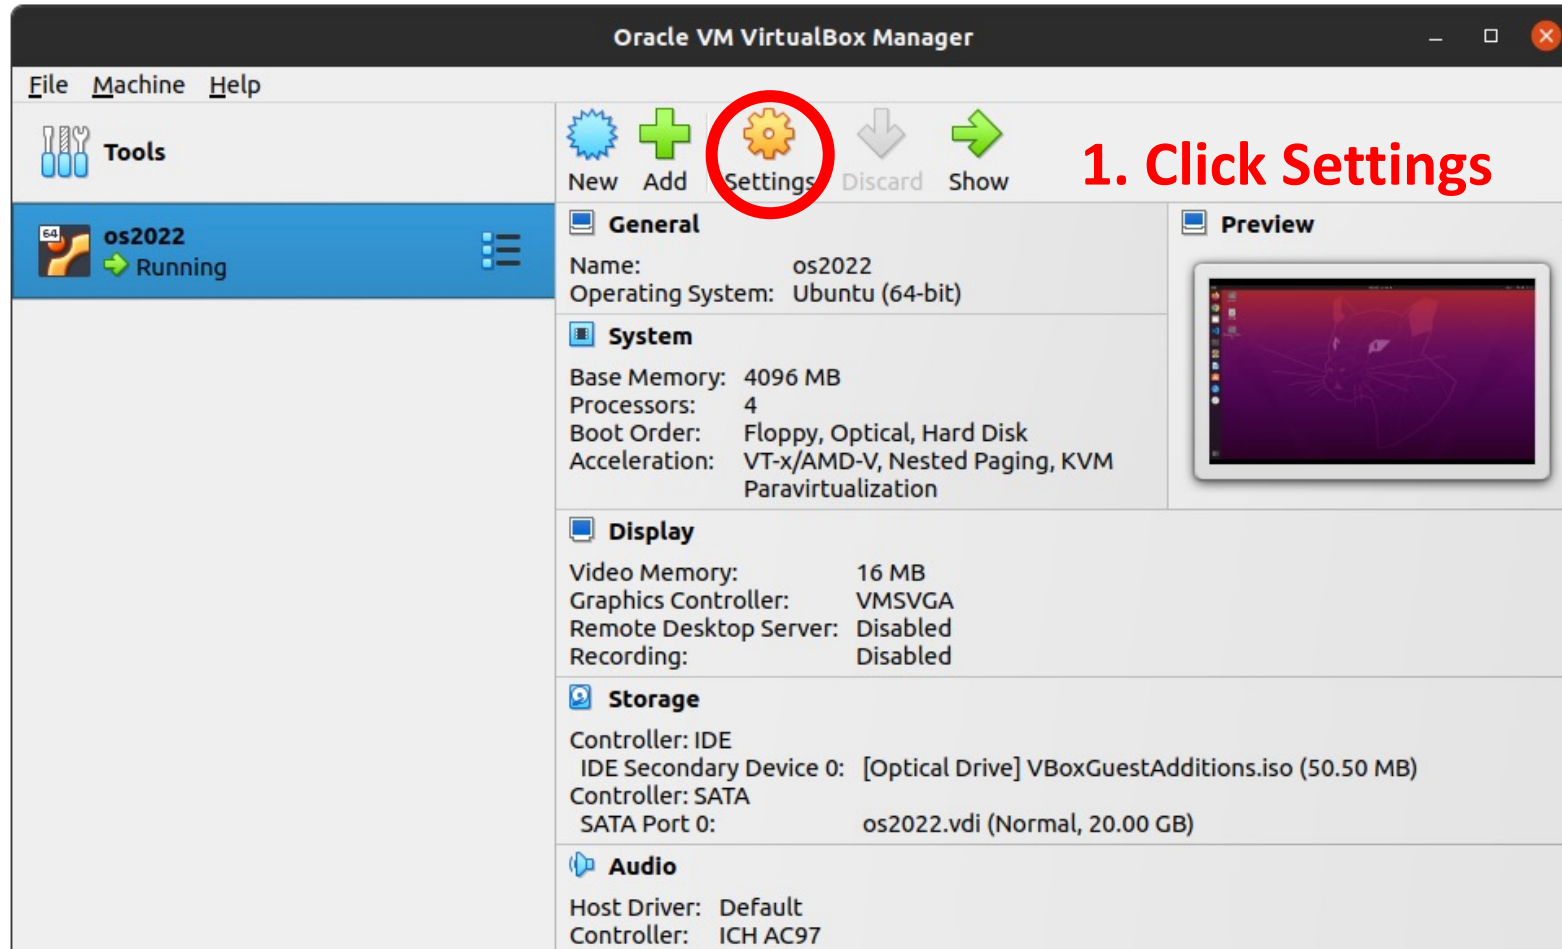 Oracle VM VirtualBox Manager
File Machine Help
Tools
New Add Settings Discard Show
1. Click Settings
64
os2022
Running
General
Name: os2022
Operating System: Ubuntu (64-bit)
Preview
System
Base Memory: 4096 MB
Processors: 4
Boot Order: Floppy, Optical, Hard Disk
Acceleration: VT-x/AMD-V, Nested Paging, KVM
Paravirtualization
Display
Video Memory: 16 MB
Graphics Controller: VMSVGA
Remote Desktop Server: Disabled
Recording: Disabled
Storage
Controller: IDE
IDE Secondary Device 0: [Optical Drive] VBoxGuestAdditions.iso (50.50 MB)
Controller: SATA
SATA Port 0: os2022.vdi (Normal, 20.00 GB)
Audio
Host Driver: Default
Controller: ICH AC97